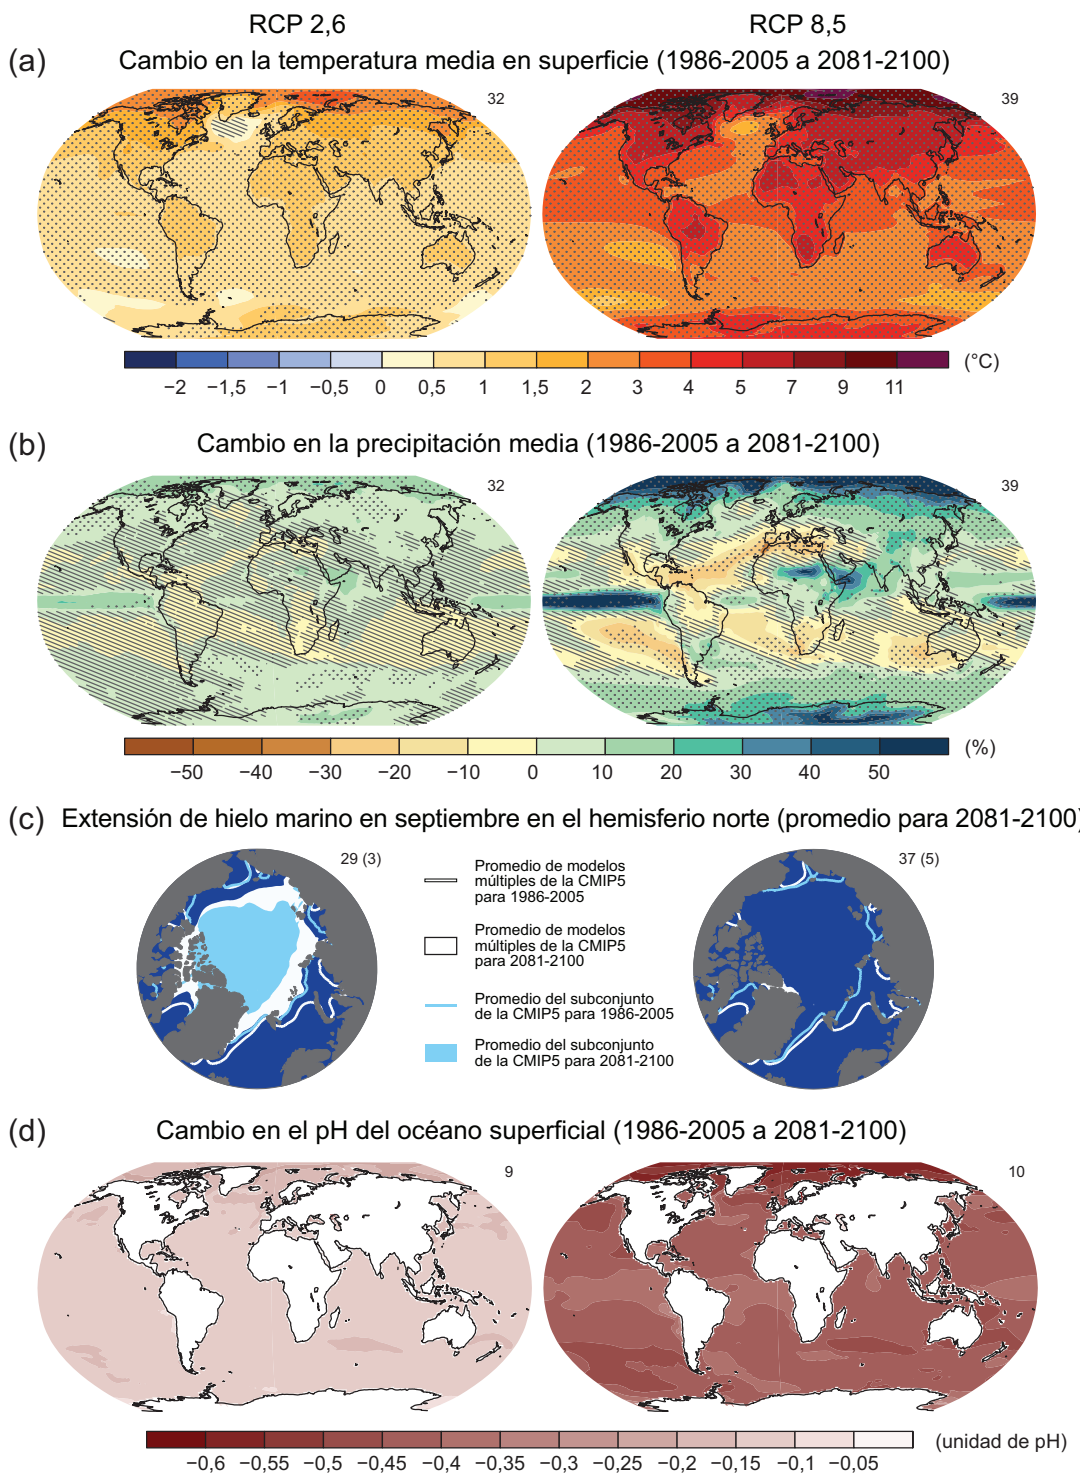 RCP 2,6
RCP 8,5
(a)
Cambio en la temperatura media en superficie (1986-2005 a 2081-2100)
32
39
−2
−1,5
−1
−0,5
0
0,5
1
1,5
2
3
4
5
7
9
11
(°C)
(b)
Cambio en la precipitación media (1986-2005 a 2081-2100)
32
39
−50
−40
−30
−20
−10
0
10
20
30
40
50
(%)
(c)
Extensión de hielo marino en septiembre en el hemisferio norte (promedio para 2081-2100)
29 (3)
37 (5)
Promedio de modelos
múltiples de la CMIP5
para 1986-2005
Promedio de modelos
múltiples de la CMIP5
para 2081-2100
Promedio del subconjunto
de la CMIP5 para 1986-2005
Promedio del subconjunto
de la CMIP5 para 2081-2100
(d)
Cambio en el pH del océano superficial (1986-2005 a 2081-2100)
9
10
−0,6
−0,55
−0,5
−0,45
−0,4
−0,35
−0,3
−0,25
−0,2
−0,15
−0,1
−0,05
(unidad de pH)